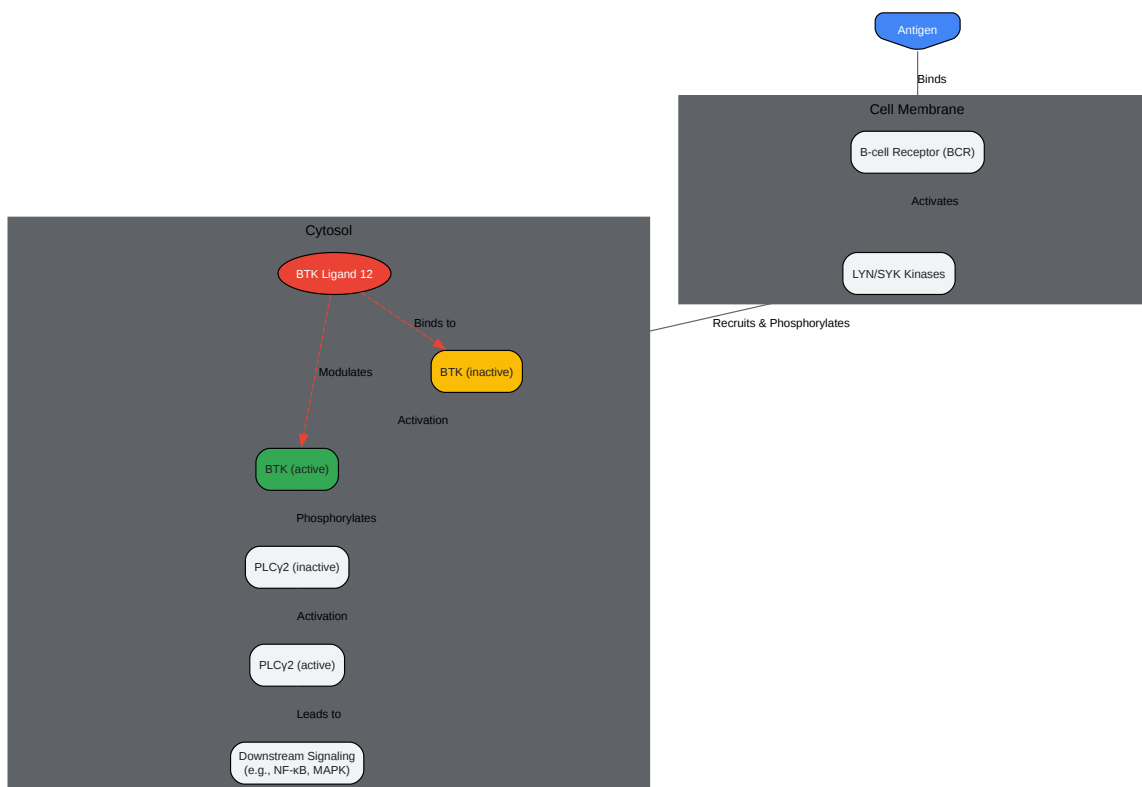 Antigen
Binds
Cell Membrane
B-cell Receptor (BCR)
Activates
LYN/SYK Kinases
Recruits & Phosphorylates
Cytosol
BTK Ligand 12
Binds to
Modulates
BTK (inactive)
Activation
BTK (active)
Phosphorylates
PLCγ2 (inactive)
Activation
PLCγ2 (active)
Leads to
Downstream Signaling
(e.g., NF-κB, MAPK)